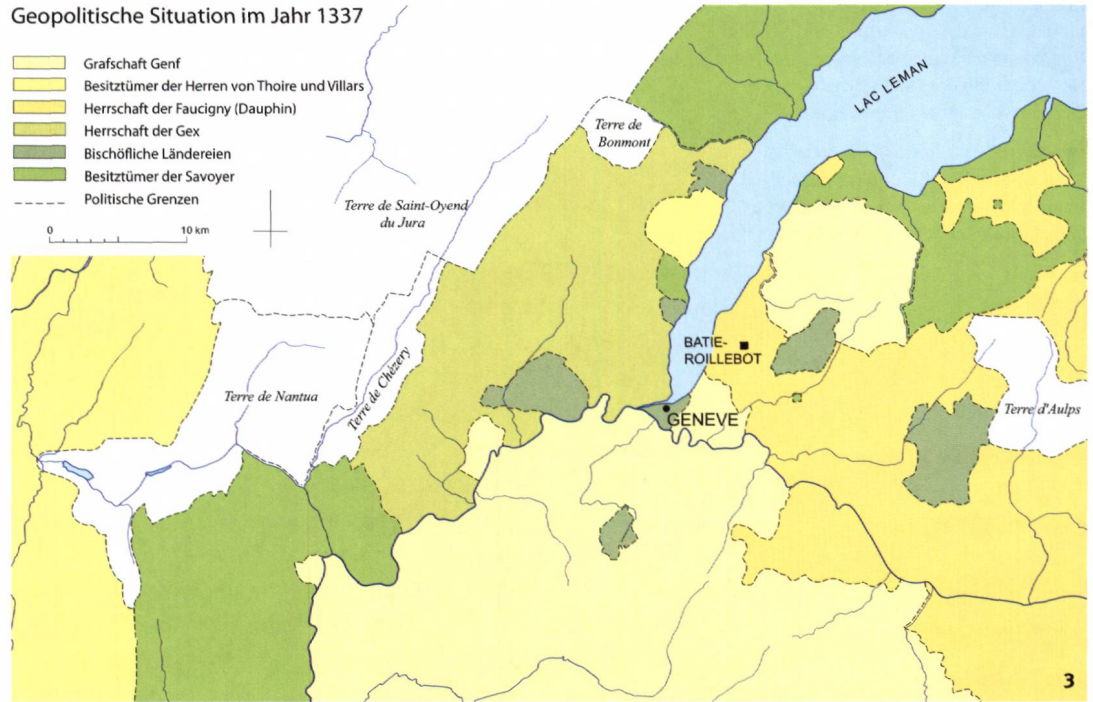 Geopolitische Situation im Jahr 1337
Grafschaft Genf
Besitztümer der Herren von Thoire und Villars
Herrschaft der Faucigny (Dauphin)
Herrschaft der Gex
Bischöfliche Ländereien
Besitztümer der Savoyer
Politische Grenzen
0 10 km
LAC LEMAN
Terre de
Bonmont
Terre de Saint-Oyend
du Jura
BATIE-
ROILLEBOT
Terre de Nantua
Terre de Chézery
GENEVE
Terre d'Aulps
3